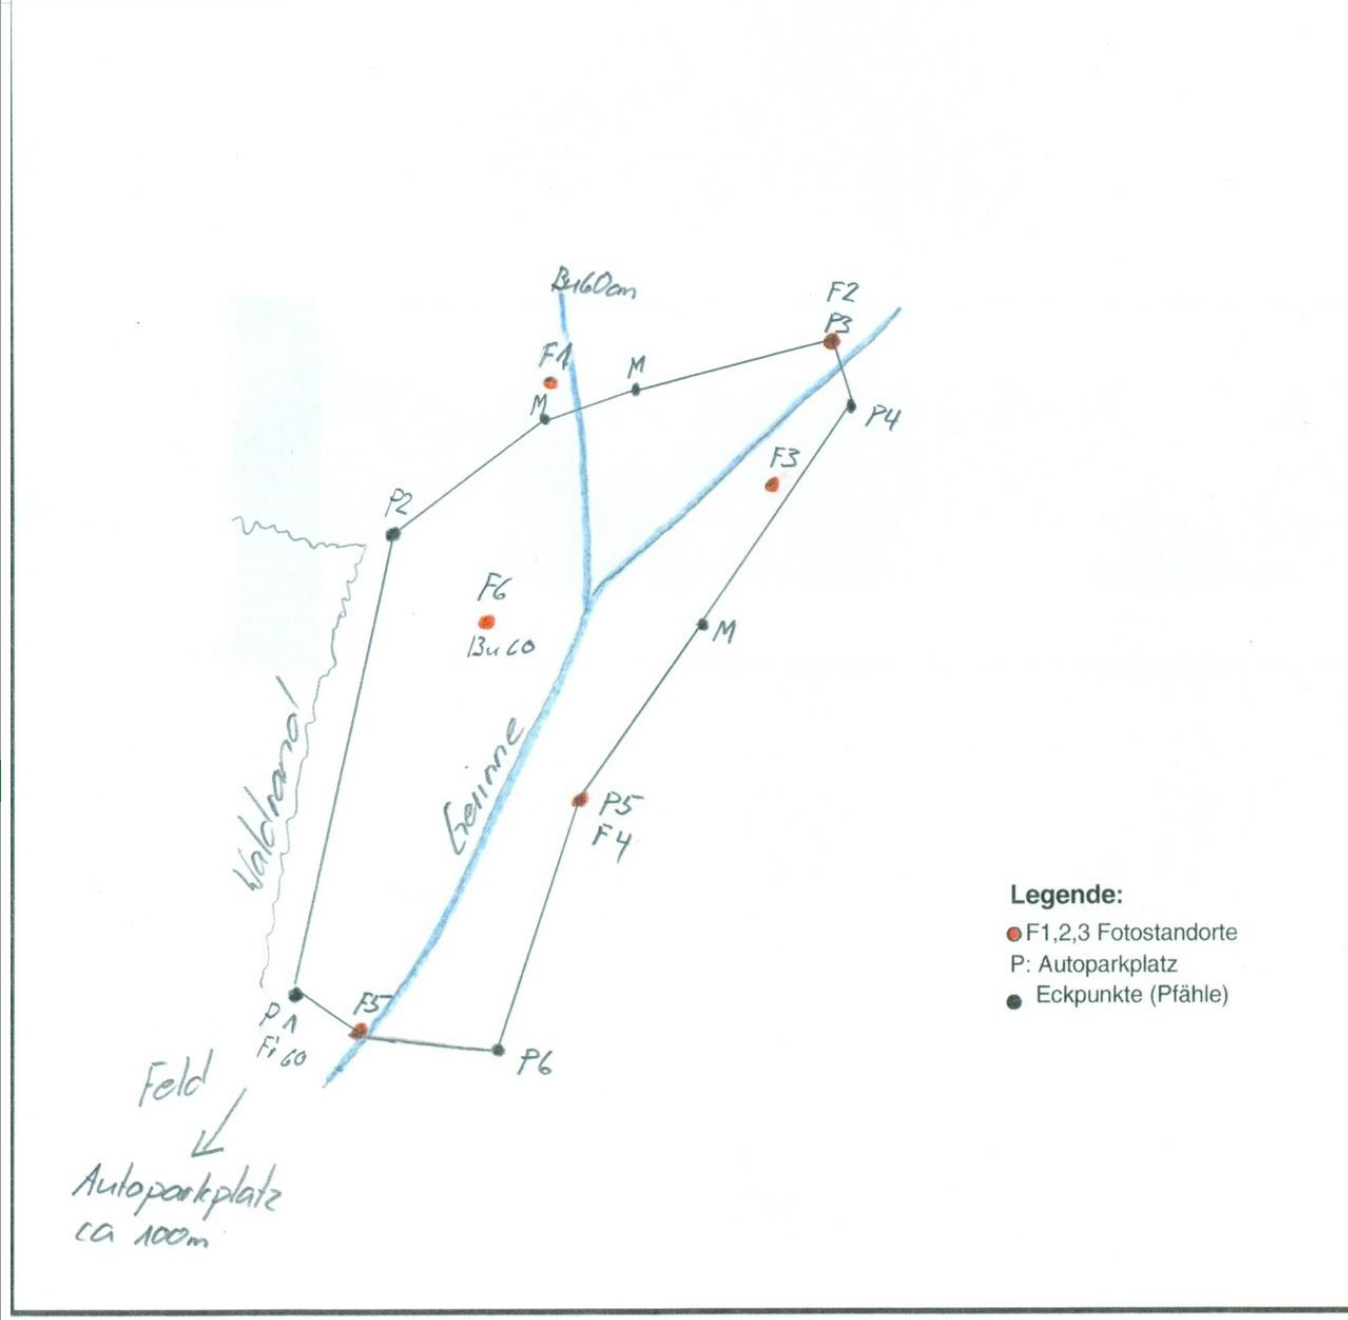 Bu60cm
F2
P3
F1
M
M
P4
F3
P2
F6
Bu60
M
Gerinne
Waldrand
P5
F4
Legende:
F1,2,3 Fotostandorte
P: Autoparkplatz
Eckpunkte (Pfähle)
F5
P1
Fi60
P6
Feld
Autoparkplatz
ca 100m